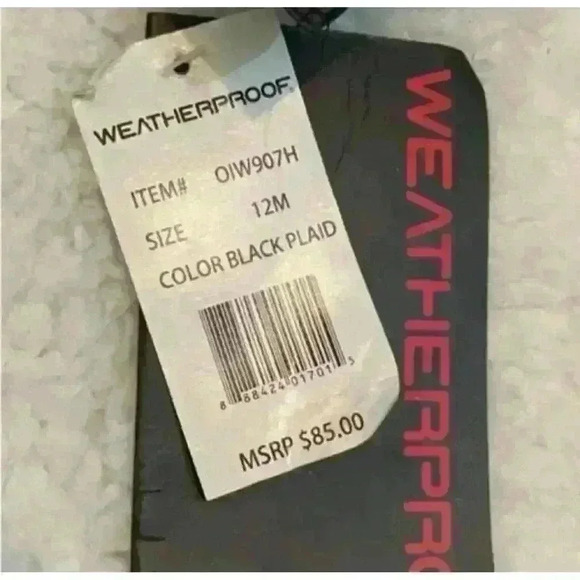 WEATHERPROOF
ITEM# OIW907H
SIZE 12M
COLOR BLACK PLAID
8 88424 01701 5
MSRP $85.00
WEATHERPRO